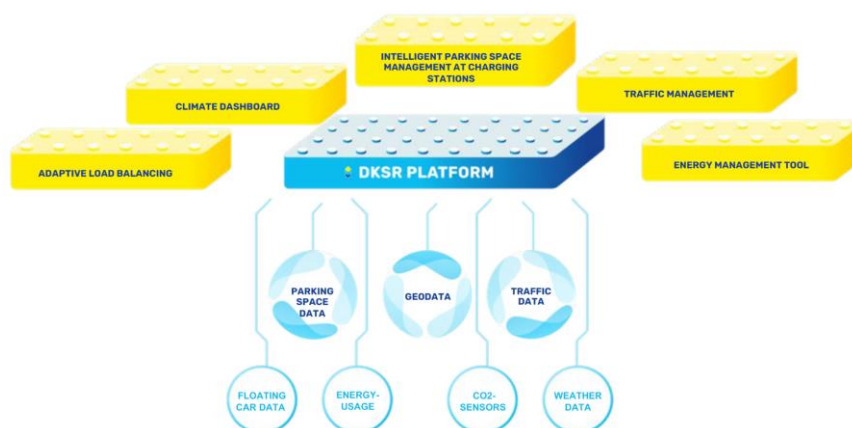 INTELLIGENT PARKING SPACE
MANAGEMENT AT CHARGING
STATIONS
CLIMATE DASHBOARD
TRAFFIC MANAGEMENT
ADAPTIVE LOAD BALANCING
DKSR PLATFORM
ENERGY MANAGEMENT TOOL
PARKING
SPACE
DATA
GEODATA
TRAFFIC
DATA
FLOATING
CAR DATA
ENERGY-
USAGE
CO2-
SENSORS
WEATHER
DATA